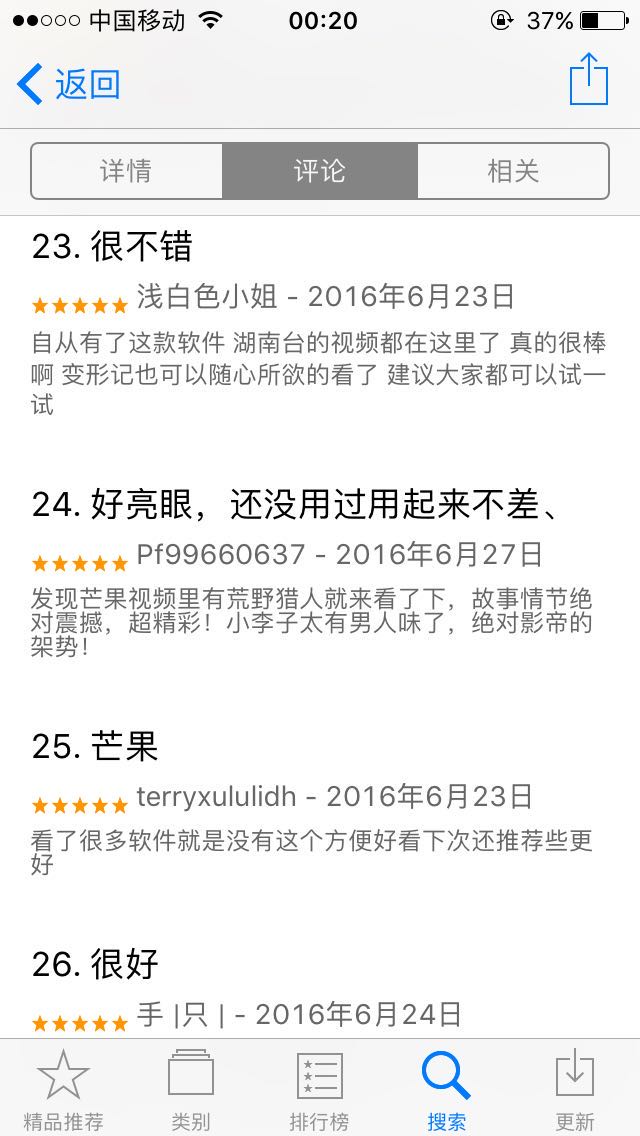 中国移动 00:20 37%
返回
详情 评论 相关
23. 很不错
浅白色小姐 - 2016年6月23日
自从有了这款软件 湖南台的视频都在这里了 真的很棒
啊 变形记也可以随心所欲的看了 建议大家都可以试一
试
24. 好亮眼，还没用过用起来不差、
Pf99660637 - 2016年6月27日
发现芒果视频里有荒野猎人就来看了下，故事情节绝
对震撼，超精彩！小李子太有男人味了，绝对影帝的
架势！
25. 芒果
terryxululidh - 2016年6月23日
看了很多软件就是没有这个方便好看下次还推荐些更
好
26. 很好
手 |只 | - 2016年6月24日
精品推荐 类别 排行榜 搜索 更新